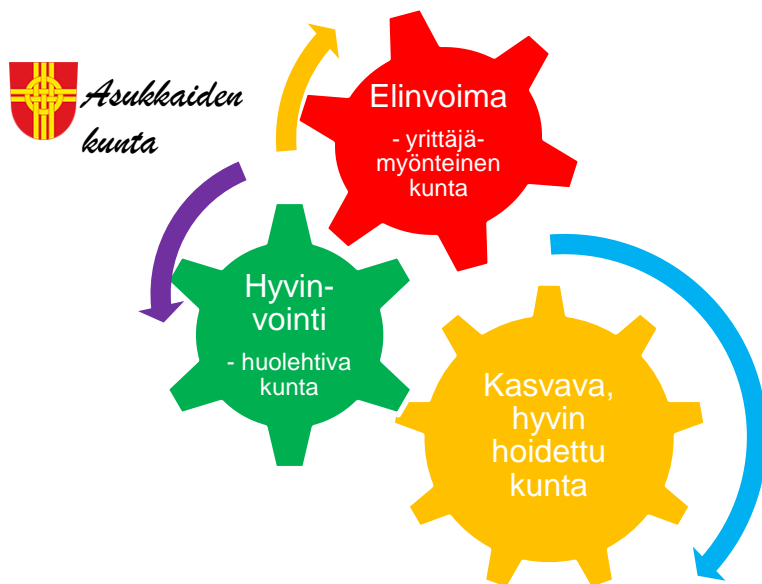 Asukkaiden
kunta
Elinvoima
- yrittäjä-
myönteinen
kunta
Hyvin-
vointi
- huolehtiva
kunta
Kasvava,
hyvin
hoidettu
kunta